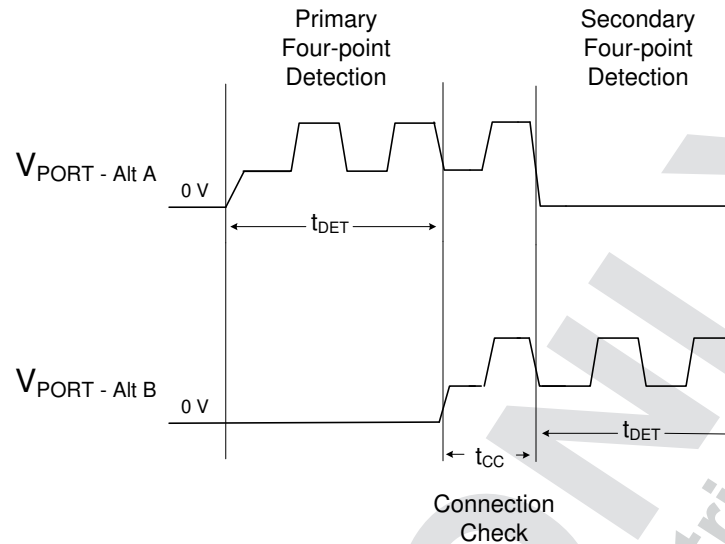 Primary
Four-point
Detection
Secondary
Four-point
Detection
VPORT - Alt A
0 V
tDET
VPORT - Alt B
0 V
tDET
tCC
Connection
Check